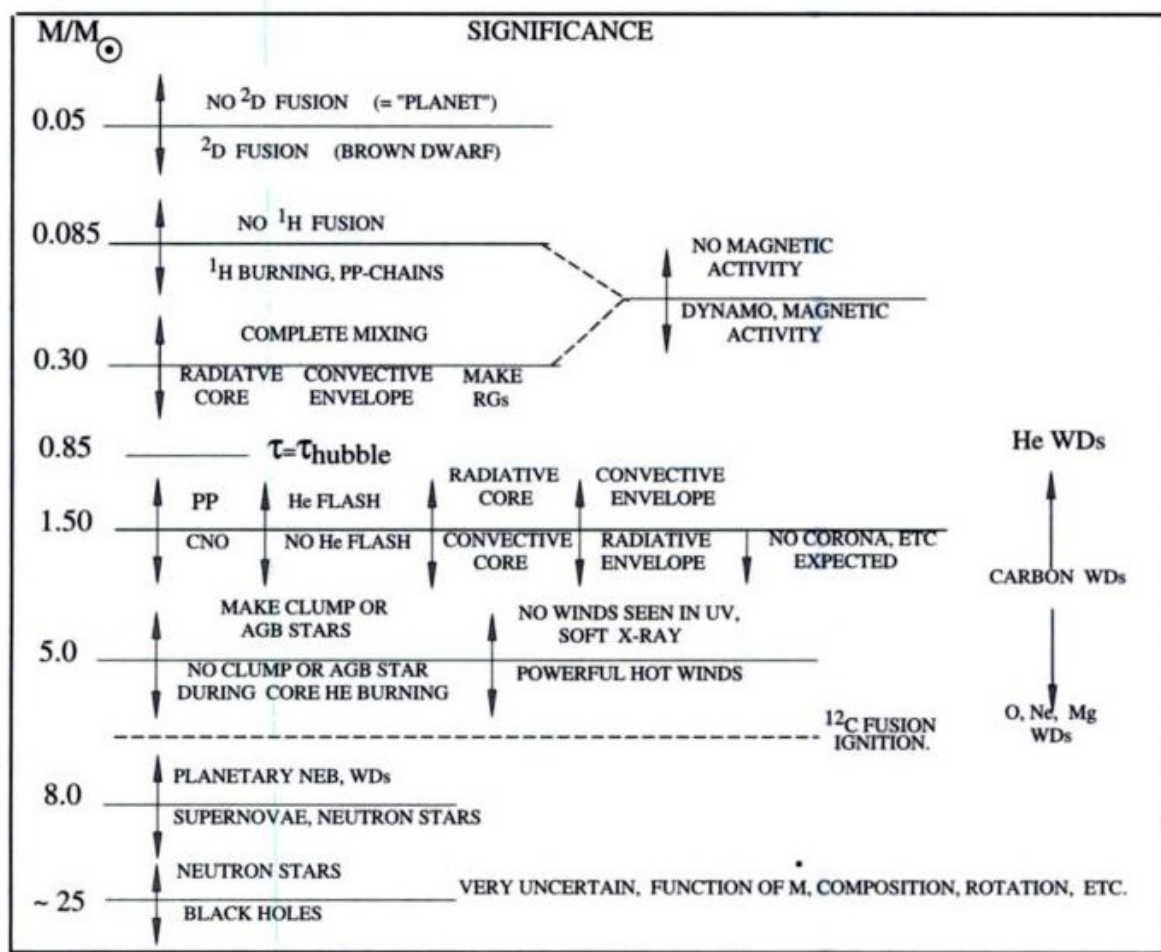 M/M☉ SIGNIFICANCE
NO ²D FUSION (= "PLANET")
0.05
²D FUSION (BROWN DWARF)
NO ¹H FUSION
0.085
¹H BURNING, PP-CHAINS
NO MAGNETIC
ACTIVITY
DYNAMO, MAGNETIC
ACTIVITY
COMPLETE MIXING
0.30
RADIATVE CONVECTIVE MAKE
CORE ENVELOPE RGs
0.85 τ=τhubble
He WDs
PP He FLASH RADIATIVE CONVECTIVE
CORE ENVELOPE
1.50
CNO NO He FLASH CONVECTIVE RADIATIVE NO CORONA, ETC
CORE ENVELOPE EXPECTED
CARBON WDs
MAKE CLUMP OR NO WINDS SEEN IN UV,
AGB STARS SOFT X-RAY
5.0
NO CLUMP OR AGB STAR POWERFUL HOT WINDS
DURING CORE HE BURNING
¹²C FUSION
IGNITION.
O, Ne, Mg
WDs
PLANETARY NEB, WDs
8.0
SUPERNOVAE, NEUTRON STARS
NEUTRON STARS
~ 25 VERY UNCERTAIN, FUNCTION OF Ṁ, COMPOSITION, ROTATION, ETC.
BLACK HOLES